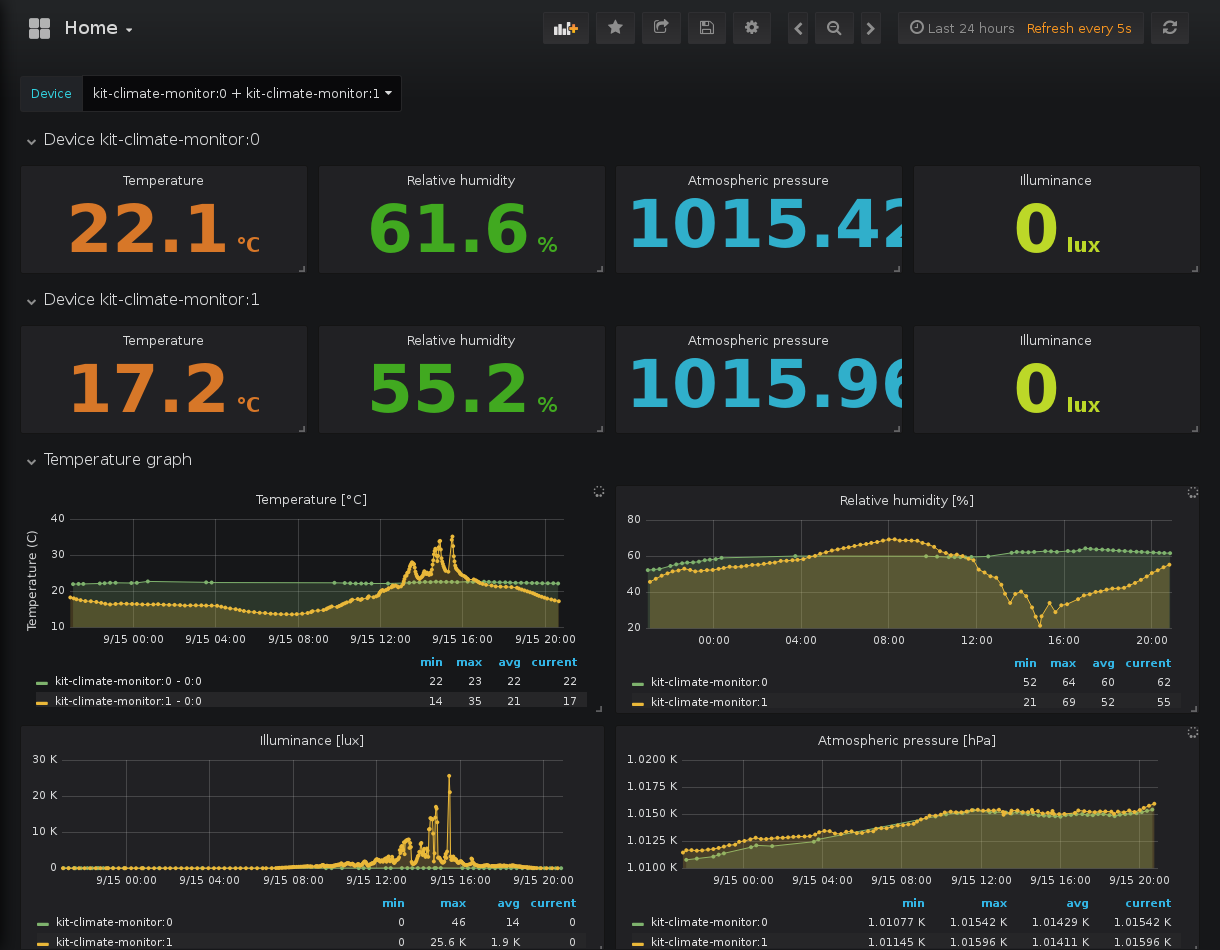 Home
Last 24 hours Refresh every 5s
Device kit-climate-monitor:0 + kit-climate-monitor:1
Device kit-climate-monitor:0
Temperature Relative humidity Atmospheric pressure Illuminance
22.1 °C 61.6 % 1015.42 0 lux
Device kit-climate-monitor:1
Temperature Relative humidity Atmospheric pressure Illuminance
17.2 °C 55.2 % 1015.96 0 lux
Temperature graph
Temperature [°C]
Temperature (C)
40
30
20
10
9/15 00:00 9/15 04:00 9/15 08:00 9/15 12:00 9/15 16:00 9/15 20:00
min max avg current
kit-climate-monitor:0 - 0:0 22 23 22 22
kit-climate-monitor:1 - 0:0 14 35 21 17
Relative humidity [%]
80
60
40
20
00:00 04:00 08:00 12:00 16:00 20:00
min max avg current
kit-climate-monitor:0 52 64 60 62
kit-climate-monitor:1 21 69 52 55
Illuminance [lux]
30 K
20 K
10 K
0
9/15 00:00 9/15 04:00 9/15 08:00 9/15 12:00 9/15 16:00 9/15 20:00
min max avg current
kit-climate-monitor:0 0 46 14 0
kit-climate-monitor:1 0 25.6 K 1.9 K 0
Atmospheric pressure [hPa]
1.0200 K
1.0175 K
1.0150 K
1.0125 K
1.0100 K
9/15 00:00 9/15 04:00 9/15 08:00 9/15 12:00 9/15 16:00 9/15 20:00
min max avg current
kit-climate-monitor:0 1.01077 K 1.01542 K 1.01429 K 1.01542 K
kit-climate-monitor:1 1.01145 K 1.01596 K 1.01411 K 1.01596 K